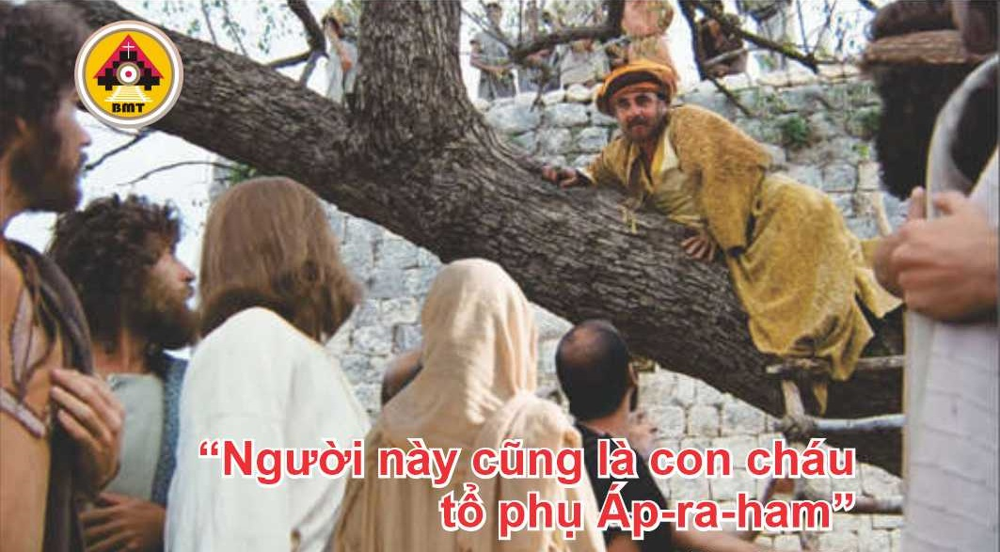 BMT
“Người này cũng là con cháu
tổ phụ Áp-ra-ham”